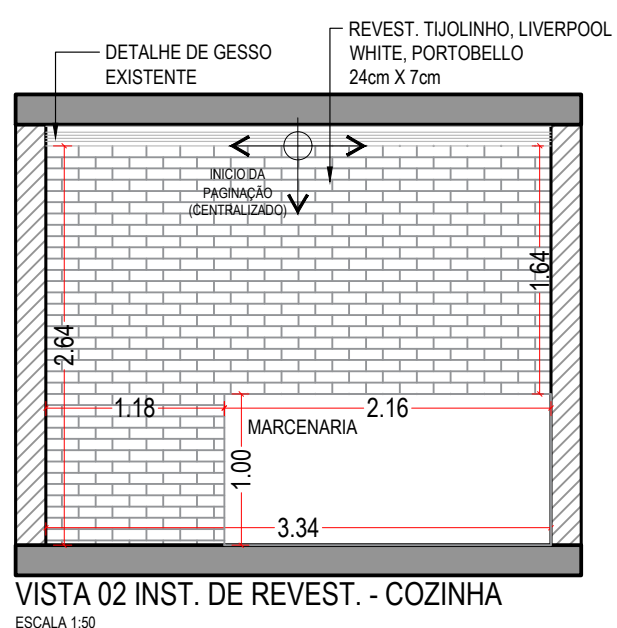 DETALHE DE GESSO
EXISTENTE
REVEST. TIJOLINHO, LIVERPOOL
WHITE, PORTOBELLO
24cm X 7cm
INICIO DA
PAGINAÇÃO
(CENTRALIZADO)
1.64
2.64
1.18
2.16
MARCENARIA
1.00
3.34
VISTA 02 INST. DE REVEST. - COZINHA
ESCALA 1:50